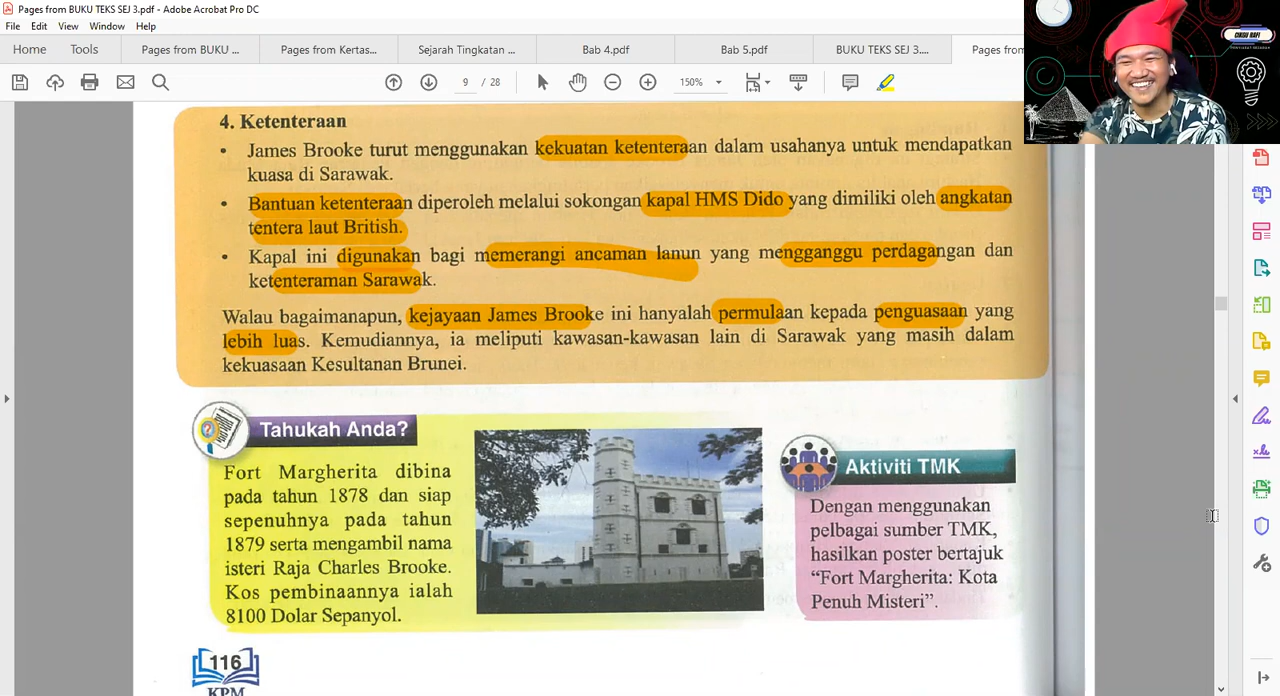 Pages from BUKU TEKS SEJ 3.pdf - Adobe Acrobat Pro DC
File Edit View Window Help
Home Tools Pages from BUKU ... Pages from Kertas... Sejarah Tingkatan ... Bab 4.pdf Bab 5.pdf BUKU TEKS SEJ 3.... Pages from
9 / 28 150%
CIKGU RAFI
4. Ketenteraan
• James Brooke turut menggunakan kekuatan ketenteraan dalam usahanya untuk mendapatkan
kuasa di Sarawak.
• Bantuan ketenteraan diperoleh melalui sokongan kapal HMS Dido yang dimiliki oleh angkatan
tentera laut British.
• Kapal ini digunakan bagi memerangi ancaman lanun yang mengganggu perdagangan dan
ketenteraman Sarawak.
Walau bagaimanapun, kejayaan James Brooke ini hanyalah permulaan kepada penguasaan yang
lebih luas. Kemudiannya, ia meliputi kawasan-kawasan lain di Sarawak yang masih dalam
kekuasaan Kesultanan Brunei.
Tahukah Anda?
Fort Margherita dibina
pada tahun 1878 dan siap
sepenuhnya pada tahun
1879 serta mengambil nama
isteri Raja Charles Brooke.
Kos pembinaannya ialah
8100 Dolar Sepanyol.
Aktiviti TMK
Dengan menggunakan
pelbagai sumber TMK,
hasilkan poster bertajuk
“Fort Margherita: Kota
Penuh Misteri”.
116
KPM